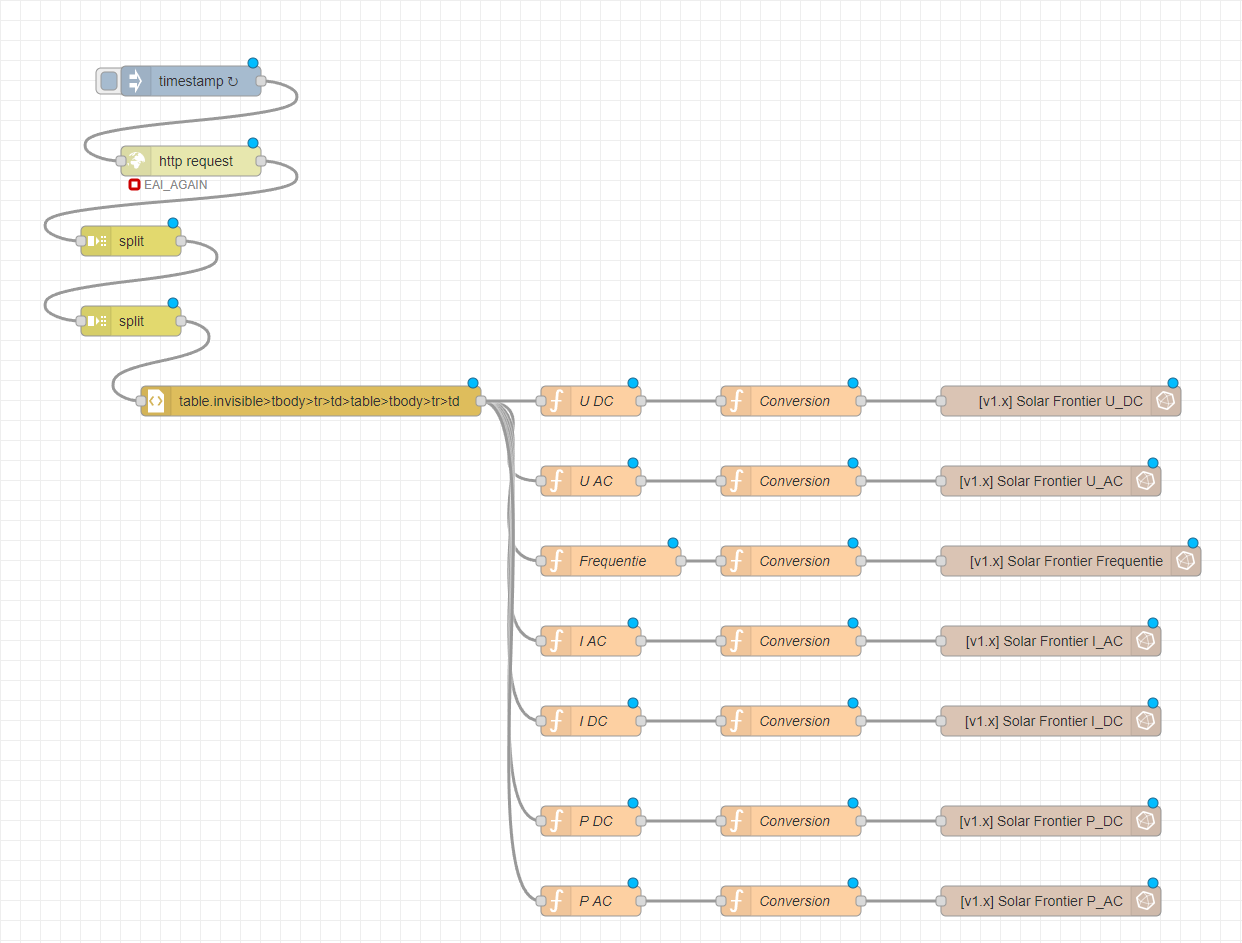 timestamp ↻
http request
EAI_AGAIN
split
split
table.invisible>tbody>tr>td>table>tbody>tr>td
U DC
Conversion
[v1.x] Solar Frontier U_DC
U AC
Conversion
[v1.x] Solar Frontier U_AC
Frequentie
Conversion
[v1.x] Solar Frontier Frequentie
I AC
Conversion
[v1.x] Solar Frontier I_AC
I DC
Conversion
[v1.x] Solar Frontier I_DC
P DC
Conversion
[v1.x] Solar Frontier P_DC
P AC
Conversion
[v1.x] Solar Frontier P_AC